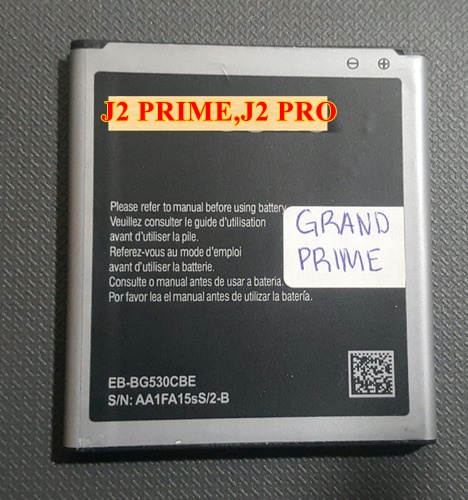 ⊖ ⊕
J2 PRIME,J2 PRO
Please refer to manual before using battery.
Veuillez consulter le guide d'utilisation
avant d'utiliser la pile.
Referez-vous au mode d'emploi
avant d'utiliser la batterie.
Consulte o manual antes de usar a bateria.
Por favor lea el manual antes de utilizar la batería.
GRAND
PRIME
EB-BG530CBE
S/N: AA1FA15sS/2-B